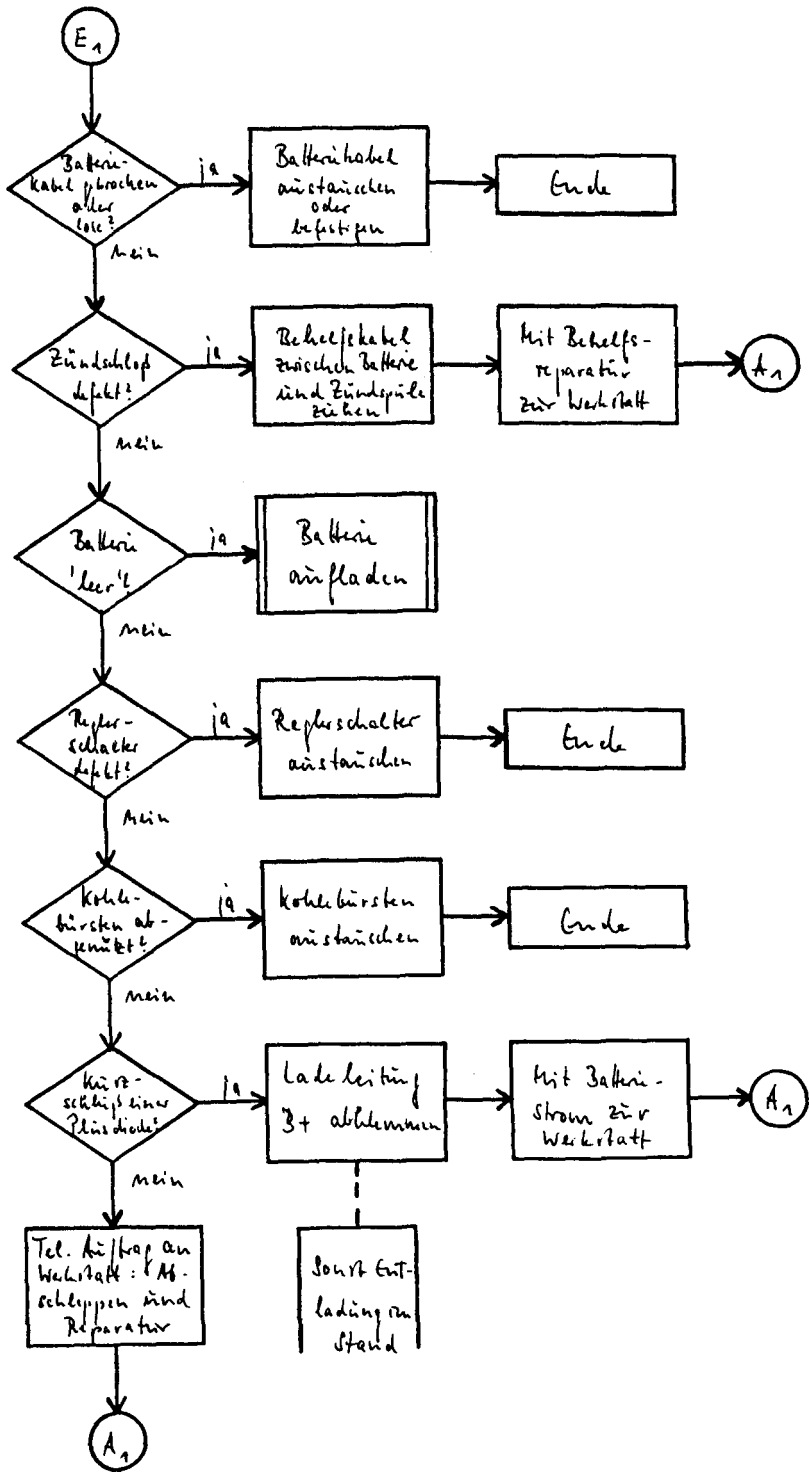 E1
Batterie-
kabel gebrochen
oder
lose?
ja
Batteriekabel
austauschen
oder
befestigen
Ende
nein
Zündschloß
defekt?
ja
Behelfskabel
zwischen Batterie
und Zündspule
ziehen
Mit Behelfs-
reparatur
zur Werkstatt
A1
nein
Batterie
'leer'?
ja
Batterie
aufladen
nein
Regler-
schalter
defekt?
ja
Reglerschalter
austauschen
Ende
nein
Kohle-
bürsten ab-
genützt?
ja
Kohlebürsten
austauschen
Ende
nein
Kurz-
schluß einer
Plusdiode?
ja
Ladeleitung
B+ abklemmen
Mit Batterie-
strom zur
Werkstatt
A1
nein
Tel. Auftrag an
Werkstatt: Ab-
schleppen und
Reparatur
Sonst Ent-
ladung im
Stand
A1